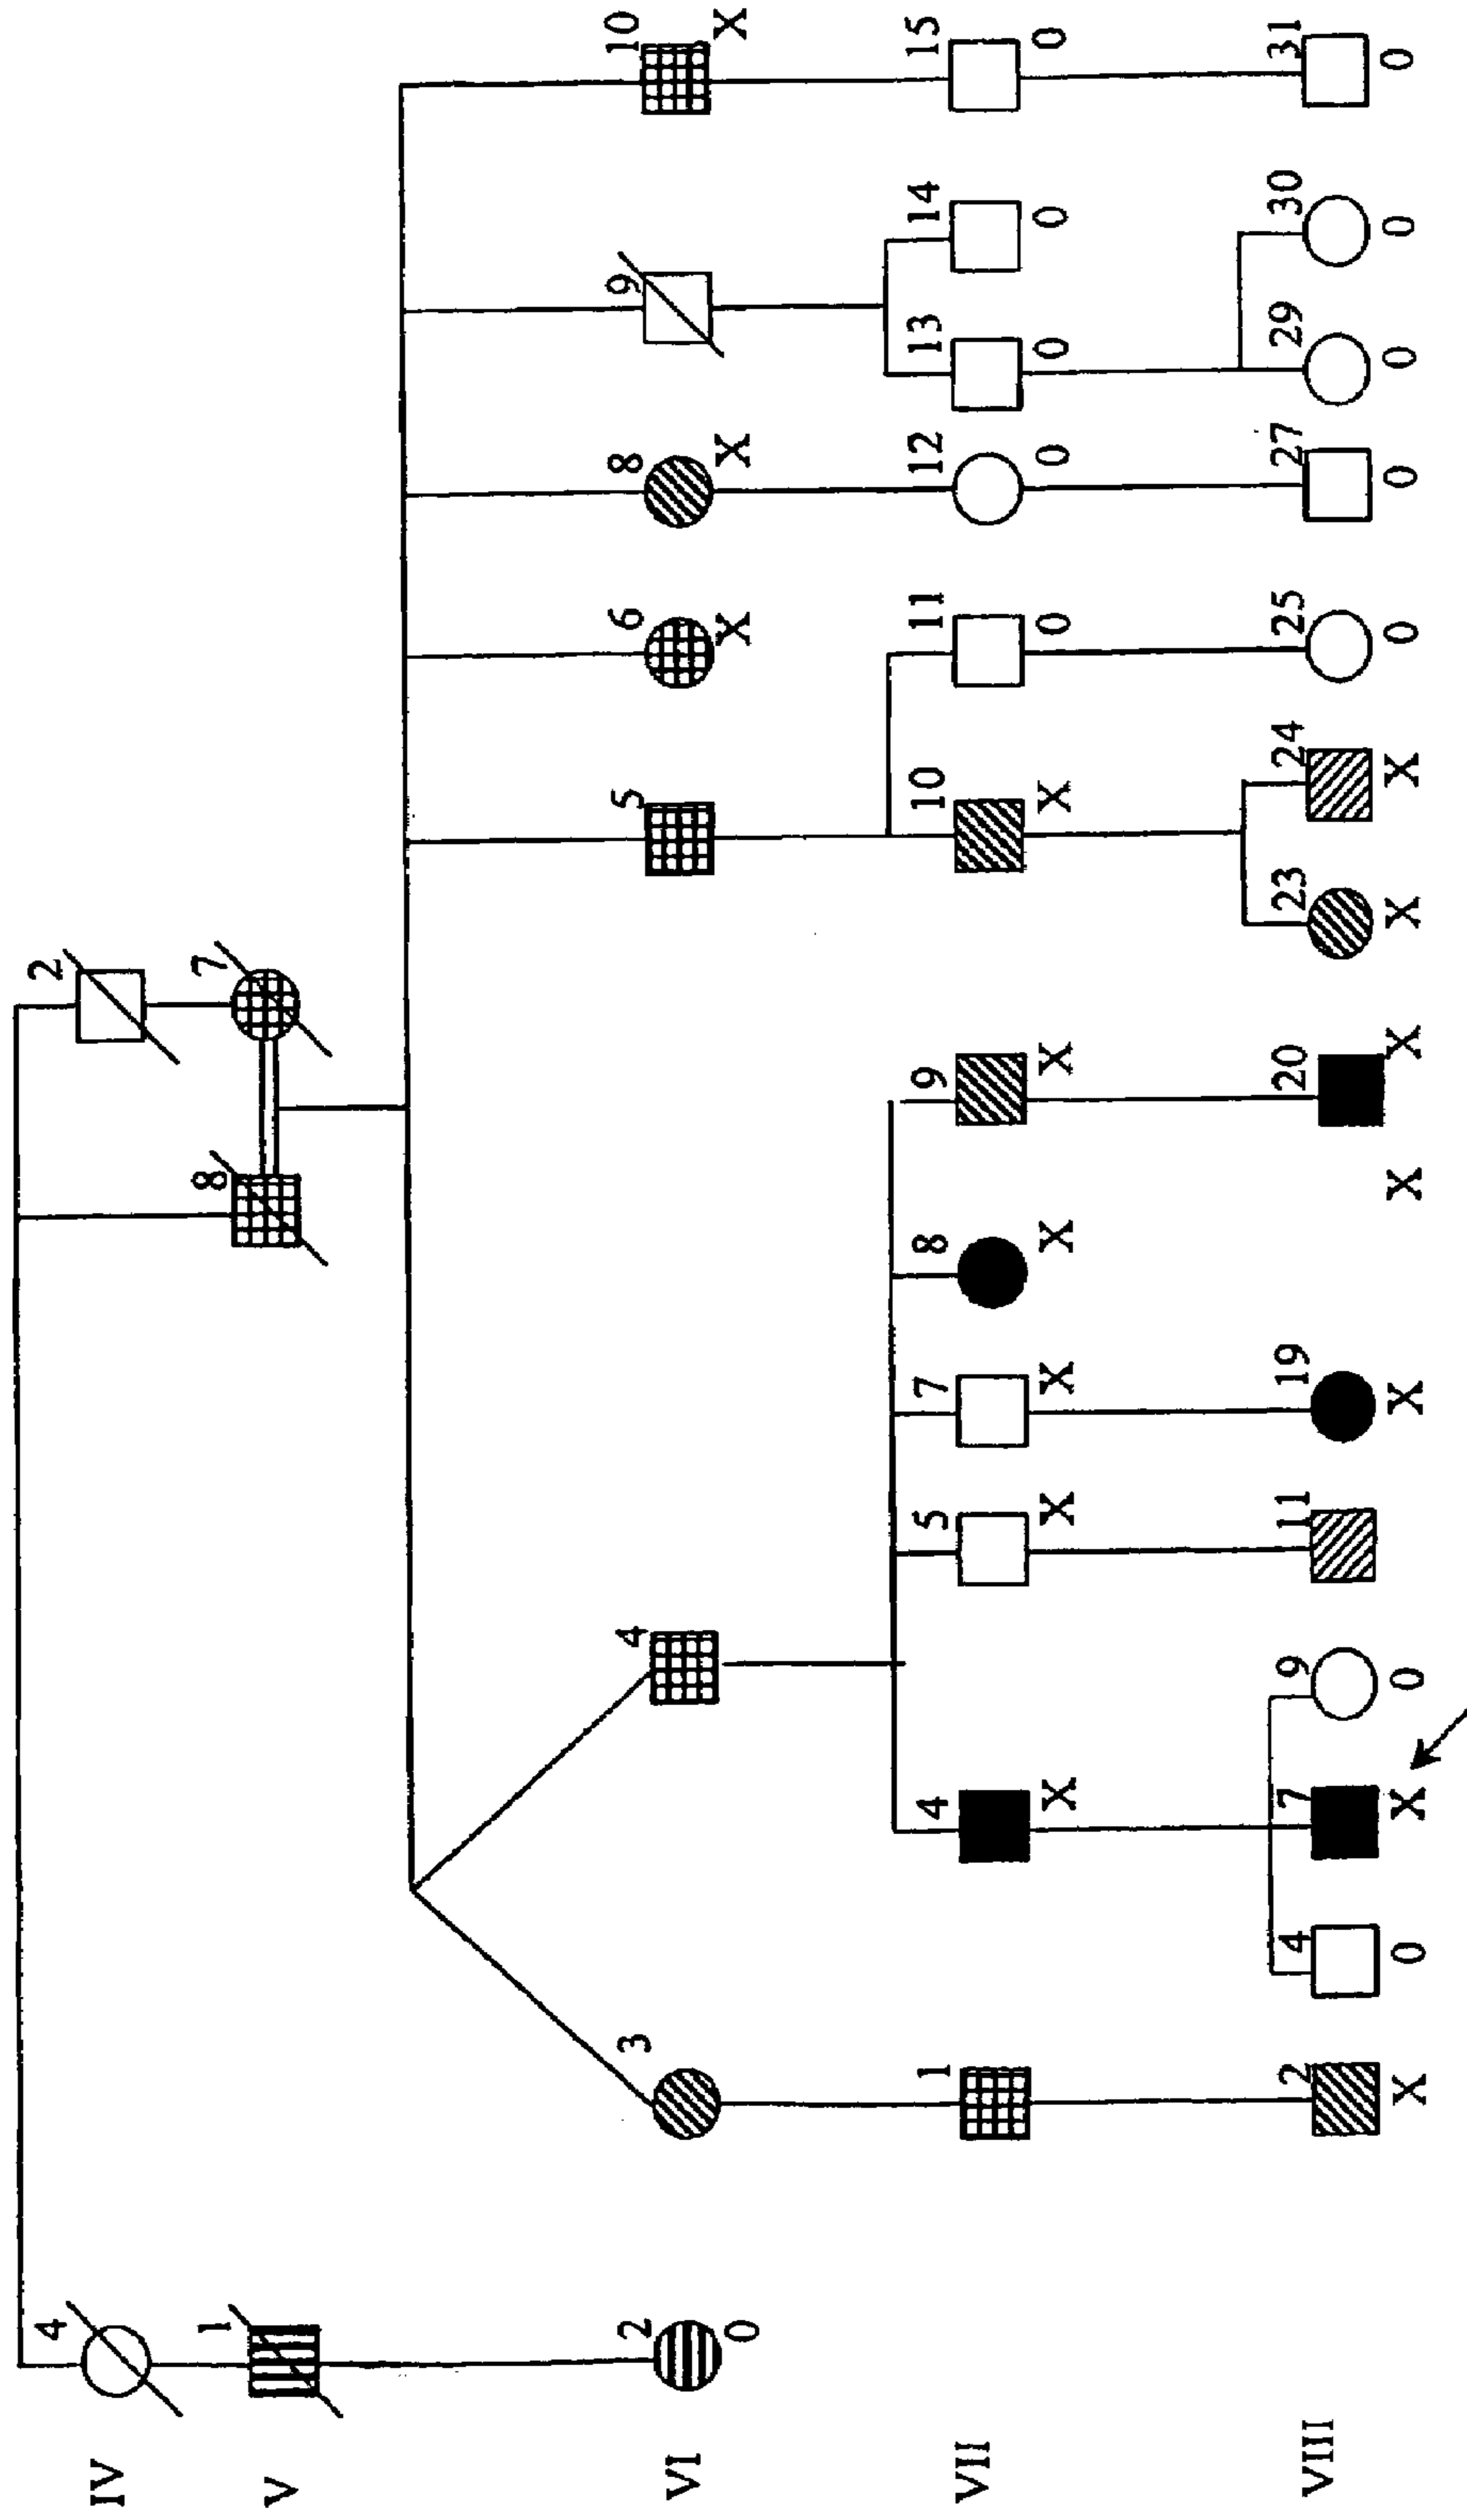 4 2
IV
1 8 7
V
2 3 4 5 6 8 9 10
VI
0 X X X
1 4 5 7 8 9 10 11 12 13 14 15
VII
X X X X X X 0 0 0 0 0
2 4 7 9 11 19 20 23 24 25 27 29 30 31
VIII
X 0 X 0 X X X X X 0 0 0 0 0